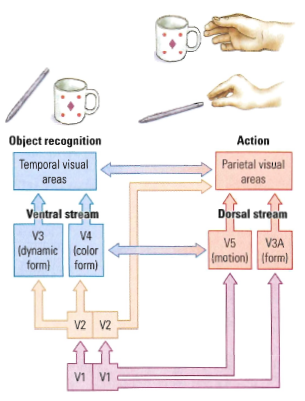 Object recognition
Action
Temporal visual
areas
Parietal visual
areas
Ventral stream
Dorsal stream
V3
(dynamic
form)
V4
(color
form)
V5
(motion)
V3A
(form)
V2 V2
V1 V1